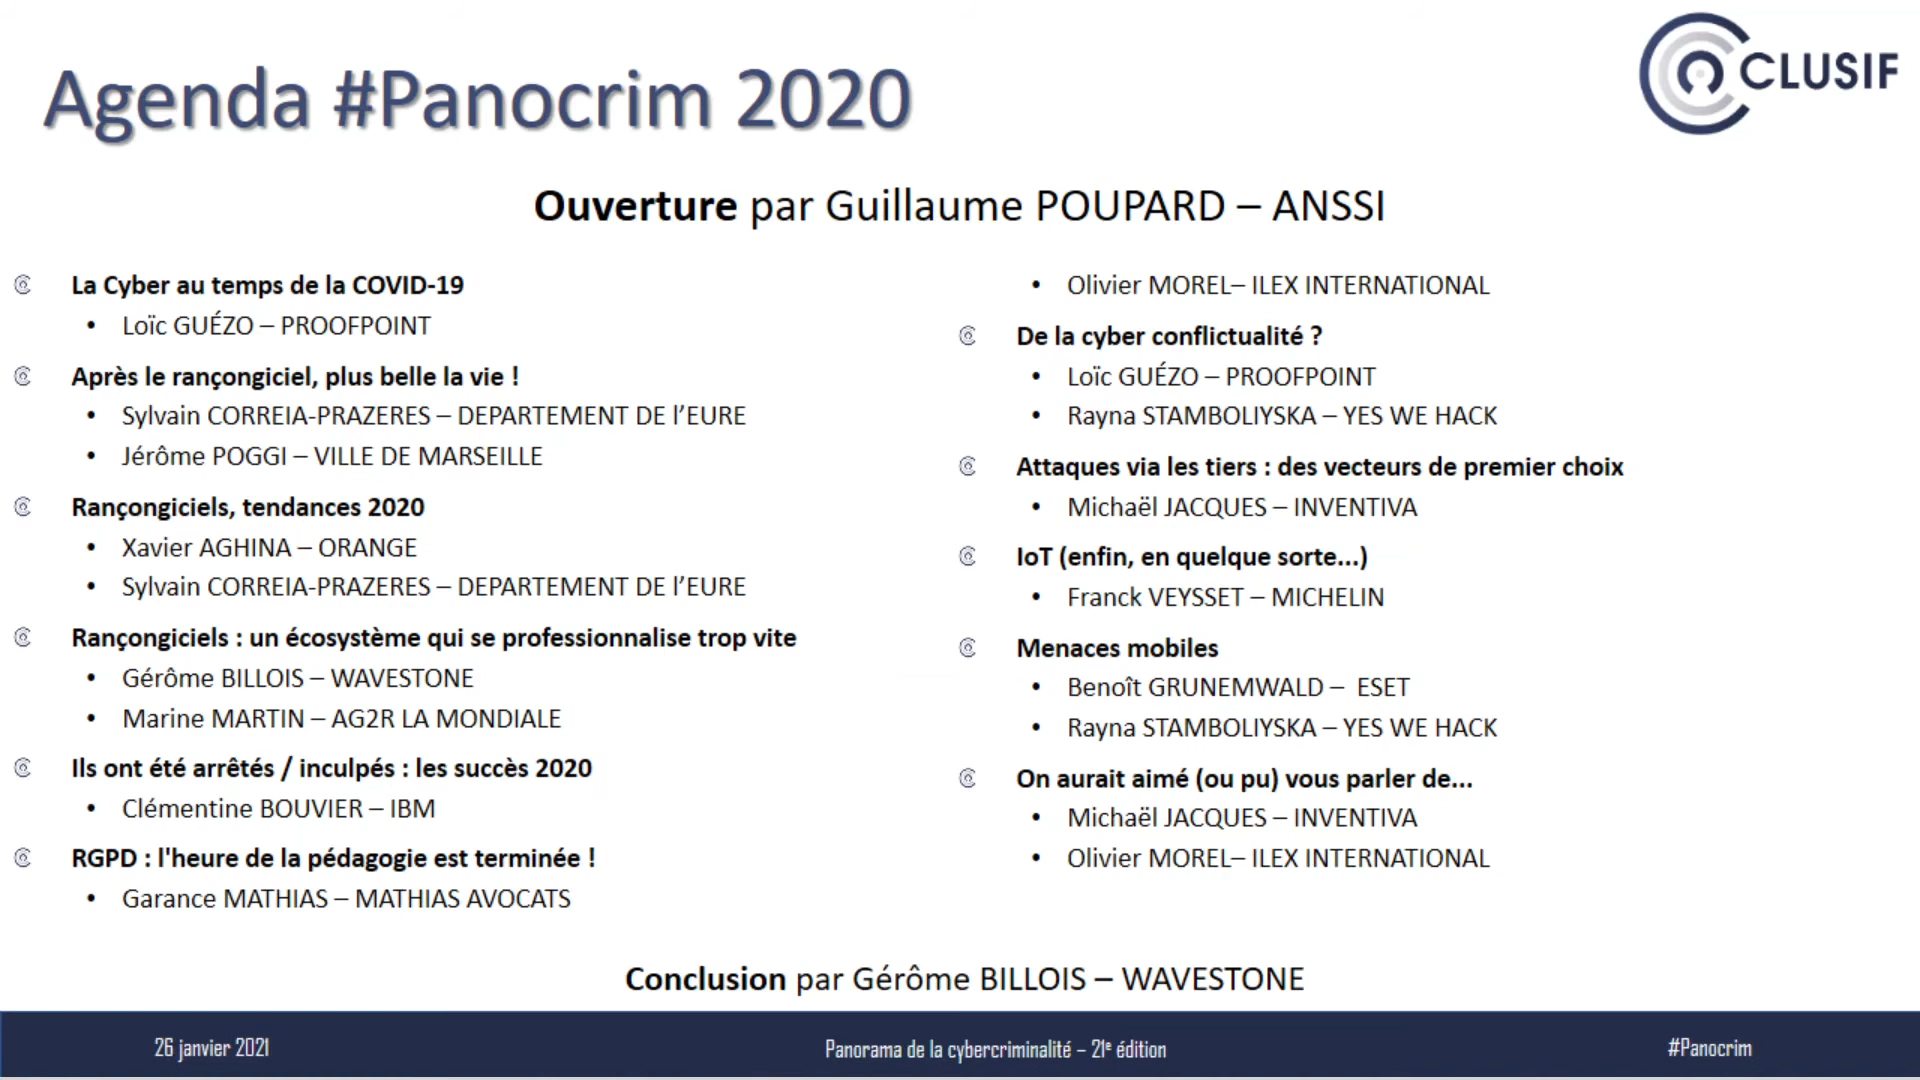 Agenda #Panocrim 2020
CLUSIF
Ouverture par Guillaume POUPARD – ANSSI
La Cyber au temps de la COVID-19
• Loïc GUÉZO – PROOFPOINT
Après le rançongiciel, plus belle la vie !
• Sylvain CORREIA-PRAZERES – DEPARTEMENT DE l’EURE
• Jérôme POGGI – VILLE DE MARSEILLE
Rançongiciels, tendances 2020
• Xavier AGHINA – ORANGE
• Sylvain CORREIA-PRAZERES – DEPARTEMENT DE l’EURE
Rançongiciels : un écosystème qui se professionnalise trop vite
• Gérôme BILLOIS – WAVESTONE
• Marine MARTIN – AG2R LA MONDIALE
Ils ont été arrêtés / inculpés : les succès 2020
• Clémentine BOUVIER – IBM
RGPD : l'heure de la pédagogie est terminée !
• Garance MATHIAS – MATHIAS AVOCATS
• Olivier MOREL– ILEX INTERNATIONAL
De la cyber conflictualité ?
• Loïc GUÉZO – PROOFPOINT
• Rayna STAMBOLIYSKA – YES WE HACK
Attaques via les tiers : des vecteurs de premier choix
• Michaël JACQUES – INVENTIVA
IoT (enfin, en quelque sorte...)
• Franck VEYSSET – MICHELIN
Menaces mobiles
• Benoît GRUNEMWALD – ESET
• Rayna STAMBOLIYSKA – YES WE HACK
On aurait aimé (ou pu) vous parler de...
• Michaël JACQUES – INVENTIVA
• Olivier MOREL– ILEX INTERNATIONAL
Conclusion par Gérôme BILLOIS – WAVESTONE
26 janvier 2021
Panorama de la cybercriminalité – 21e édition
#Panocrim